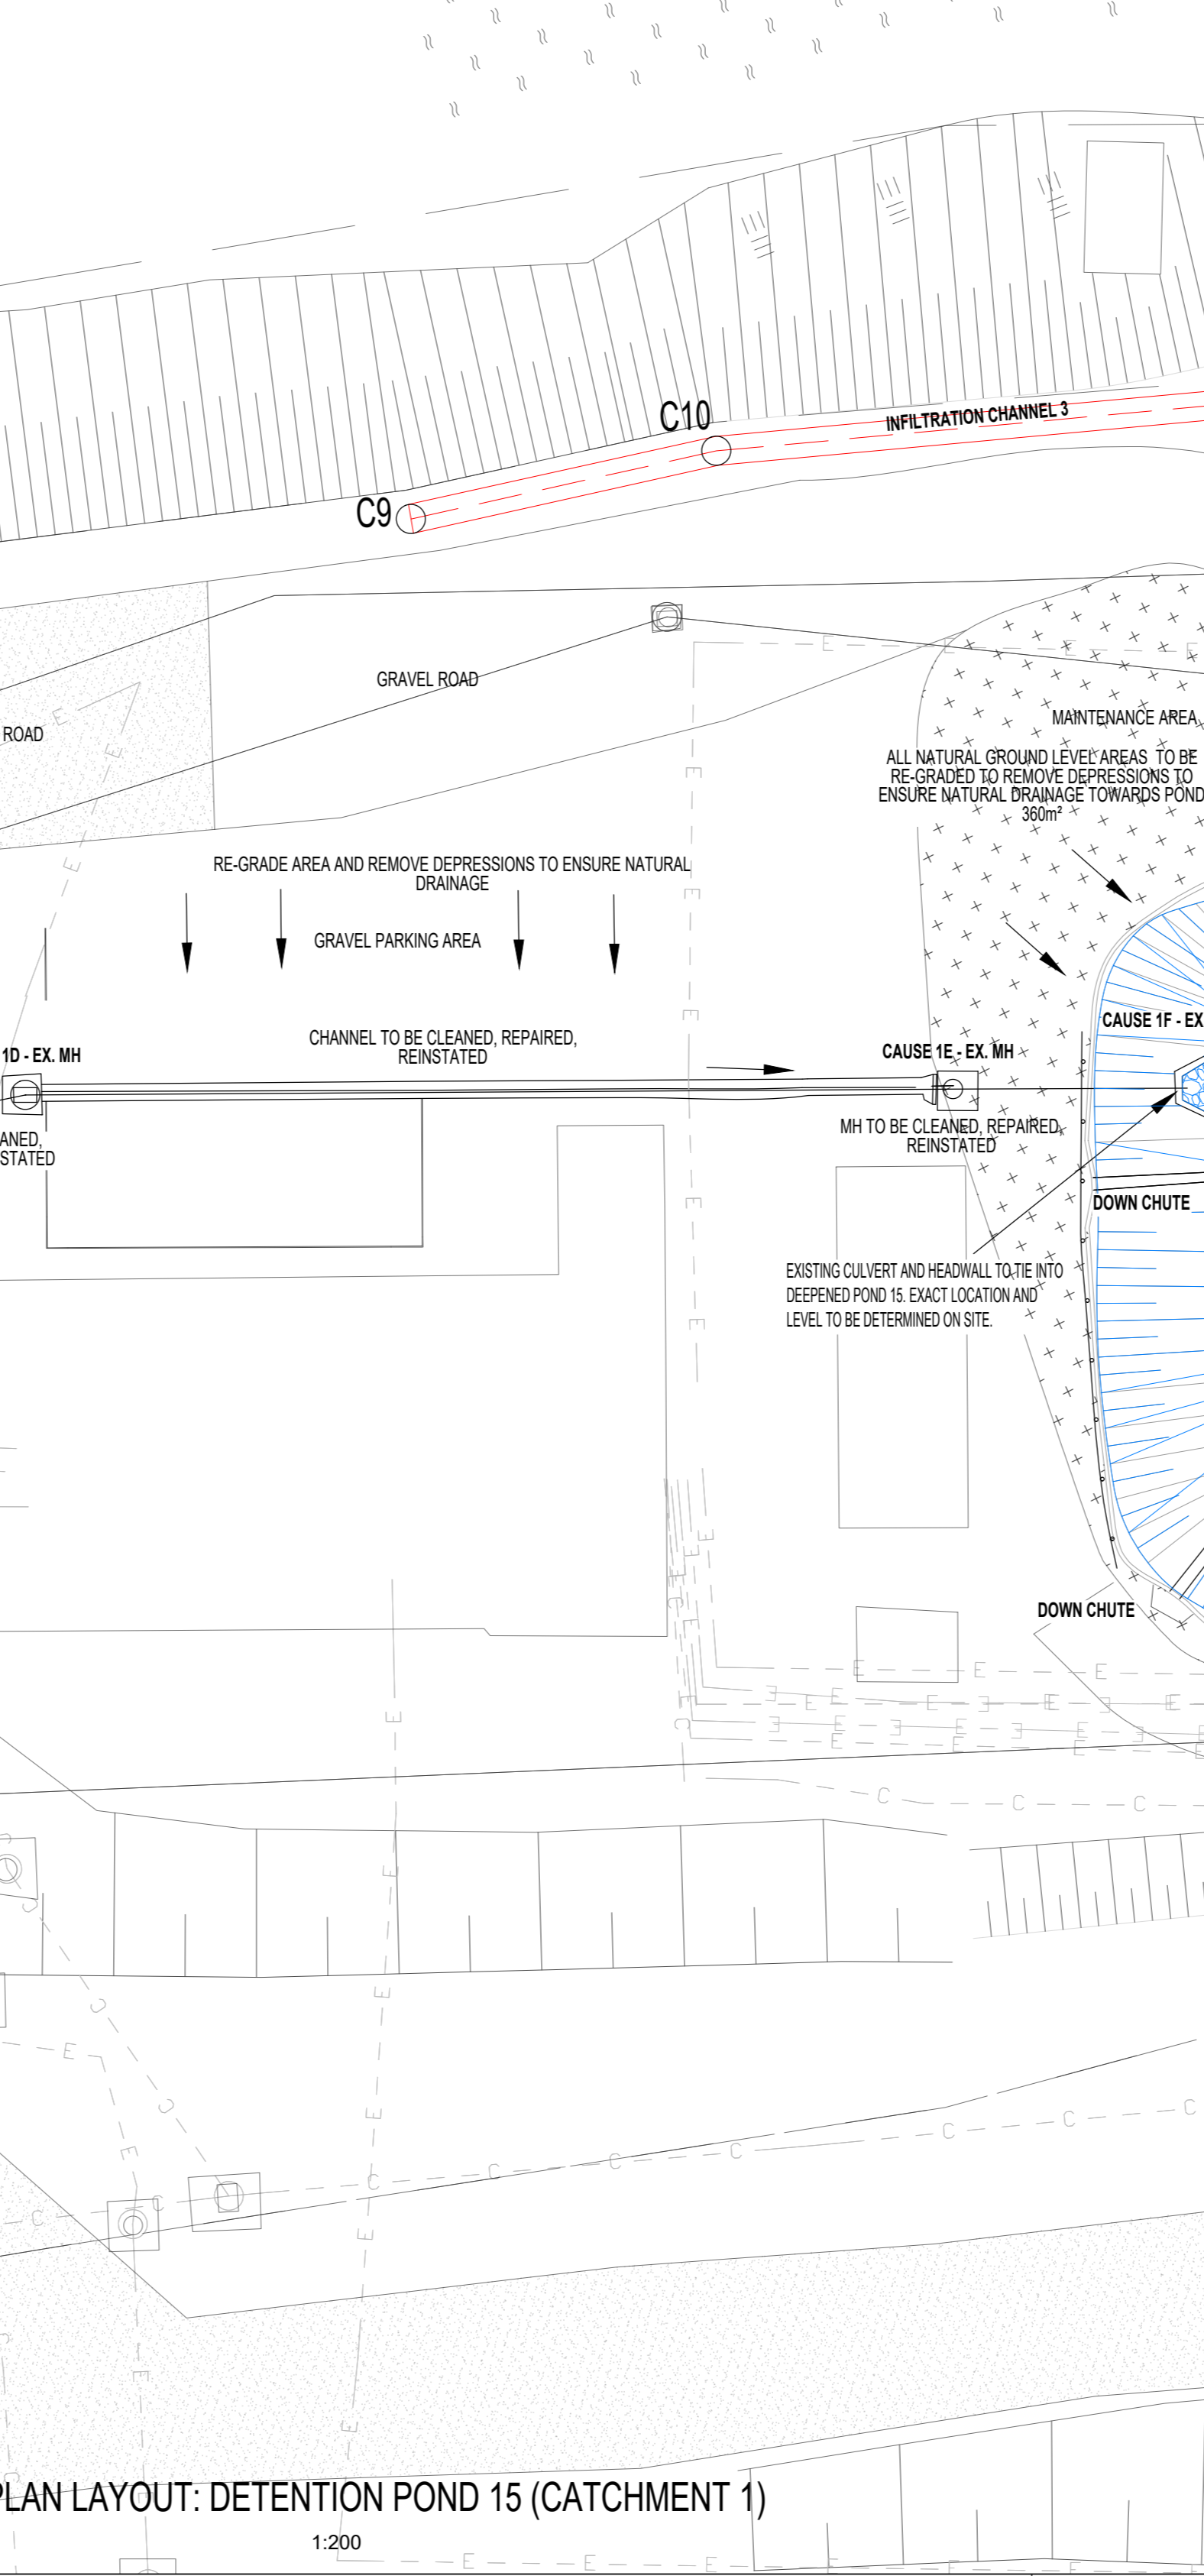 C10
INFILTRATION CHANNEL 3
C9
GRAVEL ROAD
ROAD
MAINTENANCE AREA
ALL NATURAL GROUND LEVEL AREAS TO BE
RE-GRADED TO REMOVE DEPRESSIONS TO
ENSURE NATURAL DRAINAGE TOWARDS POND
360m²
RE-GRADE AREA AND REMOVE DEPRESSIONS TO ENSURE NATURAL
DRAINAGE
GRAVEL PARKING AREA
CAUSE 1F - EX
CHANNEL TO BE CLEANED, REPAIRED,
REINSTATED
1D - EX. MH
CAUSE 1E - EX. MH
MH TO BE CLEANED, REPAIRED,
REINSTATED
ANED,
STATED
DOWN CHUTE
EXISTING CULVERT AND HEADWALL TO TIE INTO
DEEPENED POND 15. EXACT LOCATION AND
LEVEL TO BE DETERMINED ON SITE.
DOWN CHUTE
PLAN LAYOUT: DETENTION POND 15 (CATCHMENT 1)
1:200